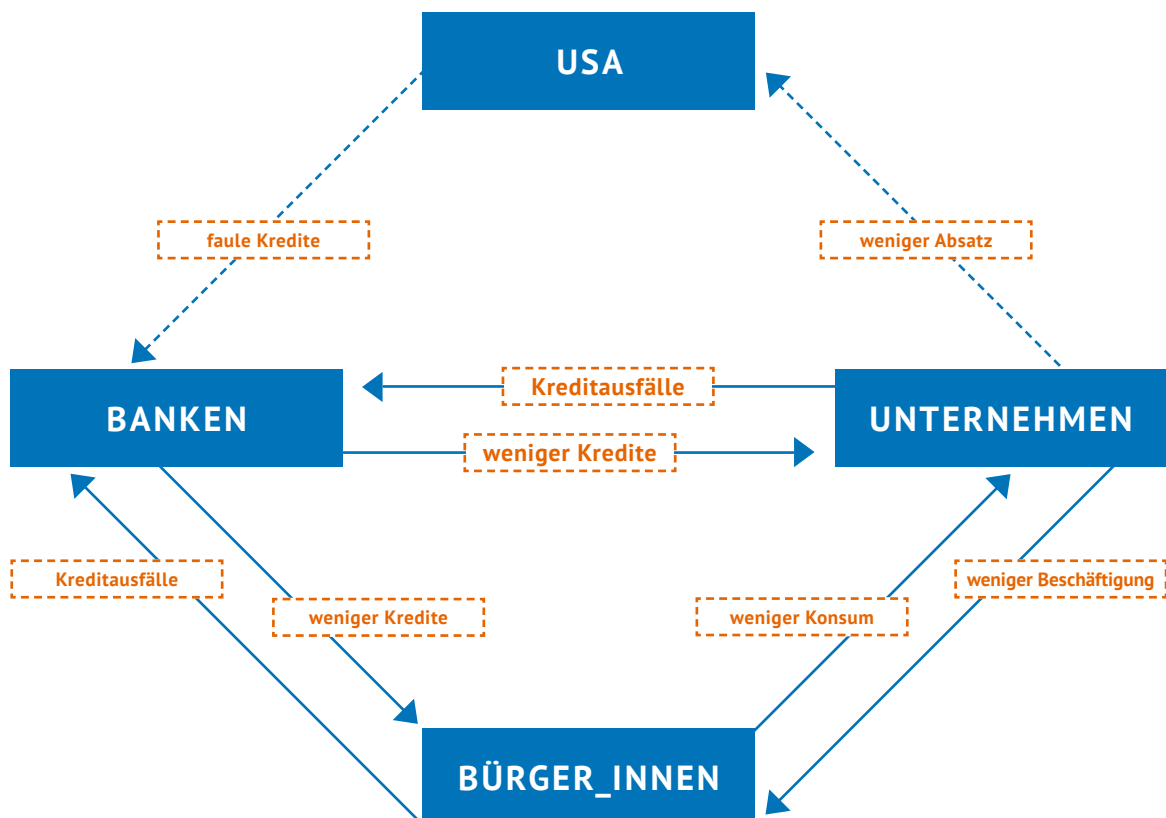 USA
faule Kredite
weniger Absatz
Kreditausfälle
BANKEN
UNTERNEHMEN
weniger Kredite
Kreditausfälle
weniger Beschäftigung
weniger Kredite
weniger Konsum
BÜRGER_INNEN